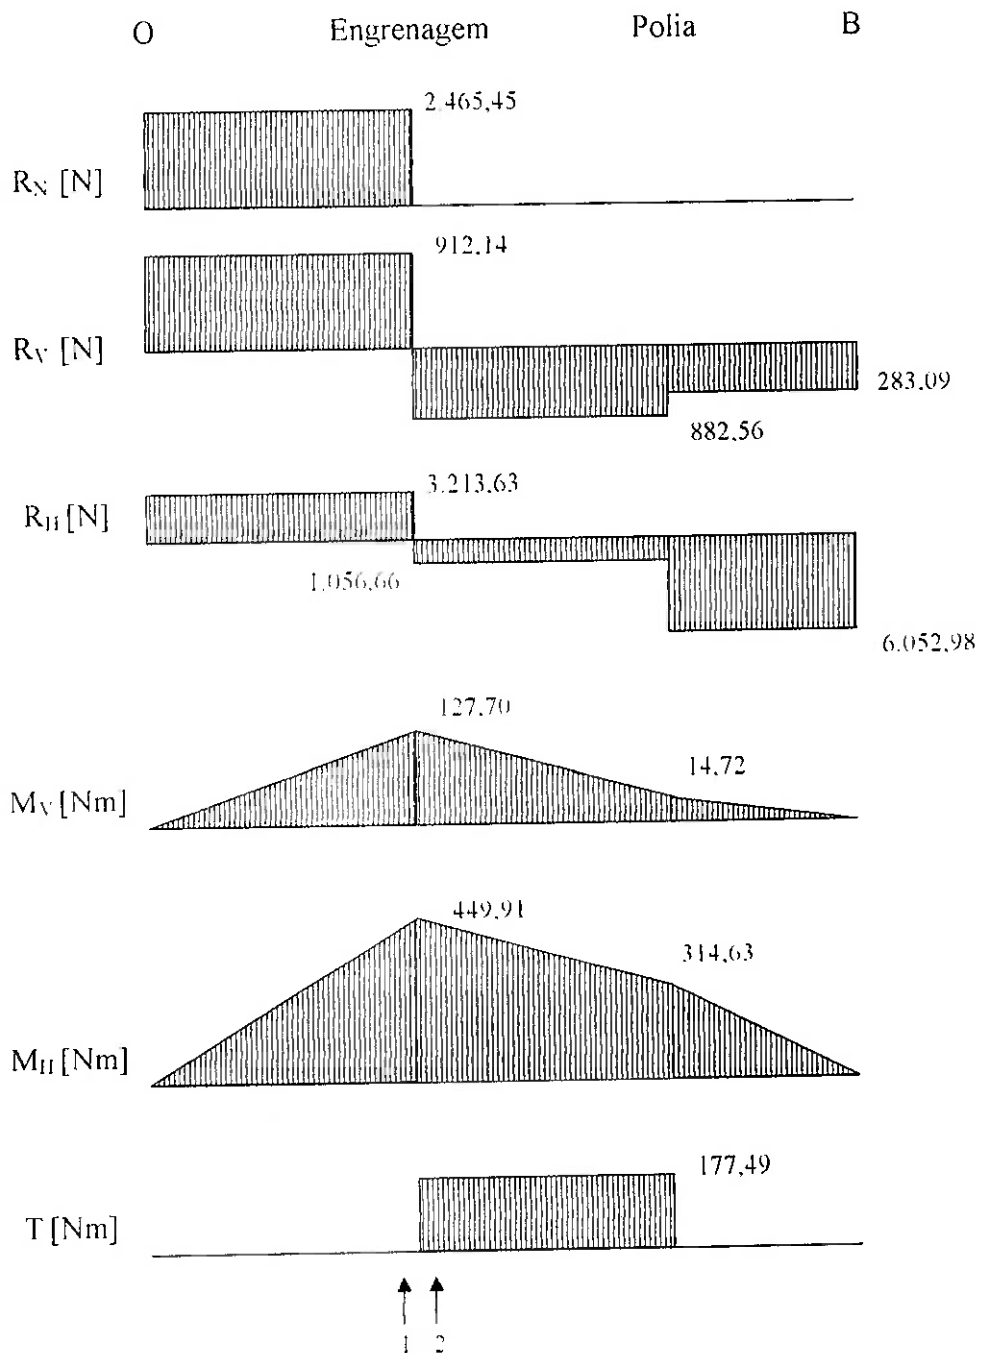 O Engrenagem Polia B
2.465,45
R_N [N]
912,14
R_V [N]
283,09
882,56
3.213,63
R_H [N]
1.056,66
6.052,98
127,70
14,72
M_V [Nm]
449,91
314,63
M_H [Nm]
177,49
T [Nm]
1 2